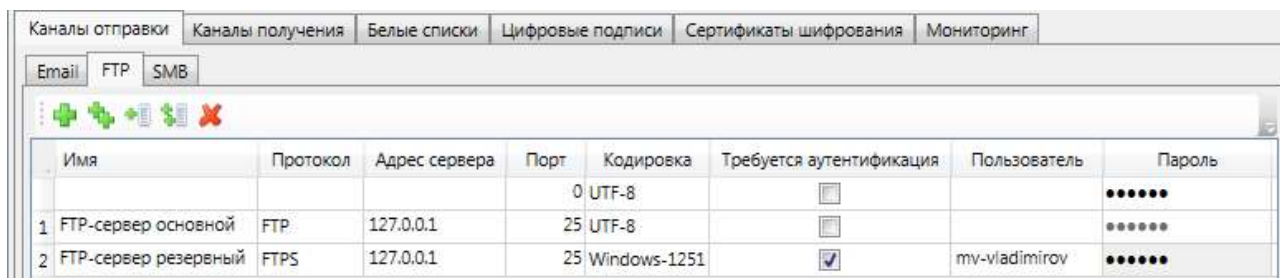 Каналы отправки Каналы получения Белые списки Цифровые подписи Сертификаты шифрования Мониторинг
Email FTP SMB
Имя Протокол Адрес сервера Порт Кодировка Требуется аутентификация Пользователь Пароль
0 UTF-8 ●●●●●●
1 FTP-сервер основной FTP 127.0.0.1 25 UTF-8 ●●●●●●
2 FTP-сервер резервный FTPS 127.0.0.1 25 Windows-1251 mv-vladimirov ●●●●●●